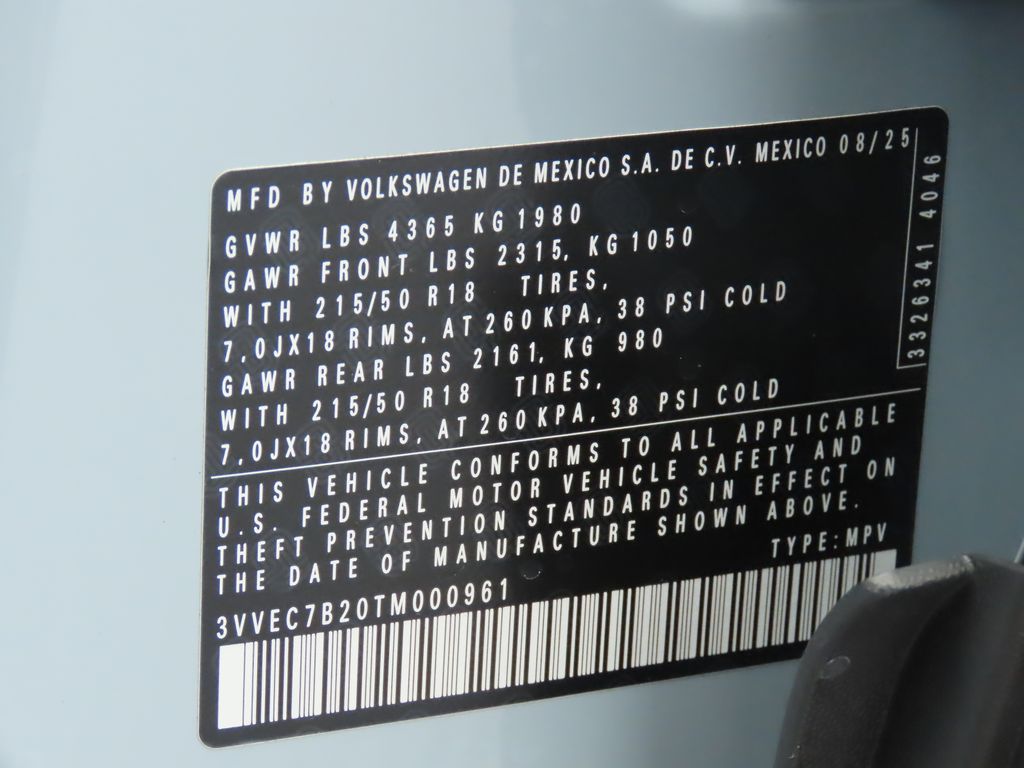 MFD BY VOLKSWAGEN DE MEXICO S.A. DE C.V. MEXICO 08/25
GVWR LBS 4365 KG 1980
GAWR FRONT LBS 2315, KG 1050
WITH 215/50 R18 TIRES,
7,0JX18 RIMS, AT 260 KPA, 38 PSI COLD
GAWR REAR LBS 2161, KG 980
WITH 215/50 R18 TIRES,
7,0JX18 RIMS, AT 260 KPA, 38 PSI COLD
33263414046
THIS VEHICLE CONFORMS TO ALL APPLICABLE
U.S. FEDERAL MOTOR VEHICLE SAFETY AND
THEFT PREVENTION STANDARDS IN EFFECT ON
THE DATE OF MANUFACTURE SHOWN ABOVE.
3VVEC7B20TM000961 TYPE:MPV